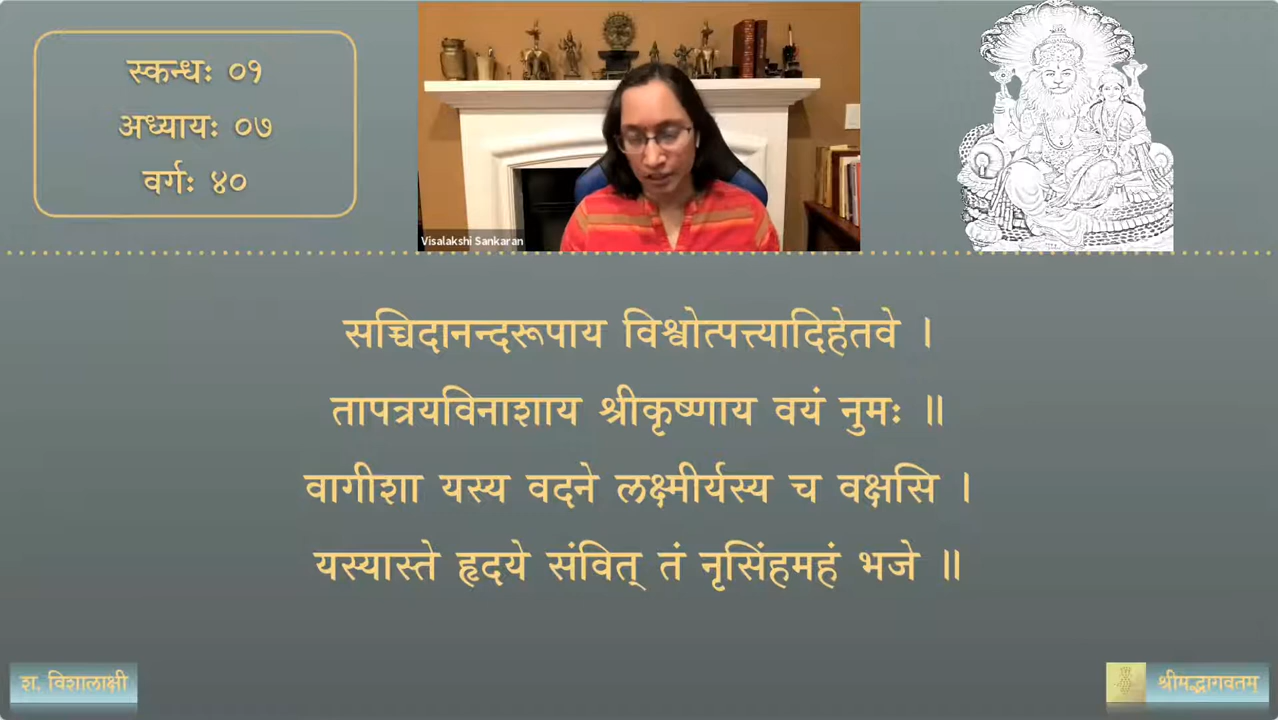 स्कन्धः ०१
अध्यायः ०७
वर्गः ४०
Visalakshi Sankaran
सच्चिदानन्दरूपाय विश्वोत्पत्त्यादिहेतवे ।
तापत्रयविनाशाय श्रीकृष्णाय वयं नुमः ॥
वागीशा यस्य वदने लक्ष्मीर्यस्य च वक्षसि ।
यस्यास्ते हृदये संवित् तं नृसिंहमहं भजे ॥
श. विशालाक्षी
श्रीमद्भागवतम्